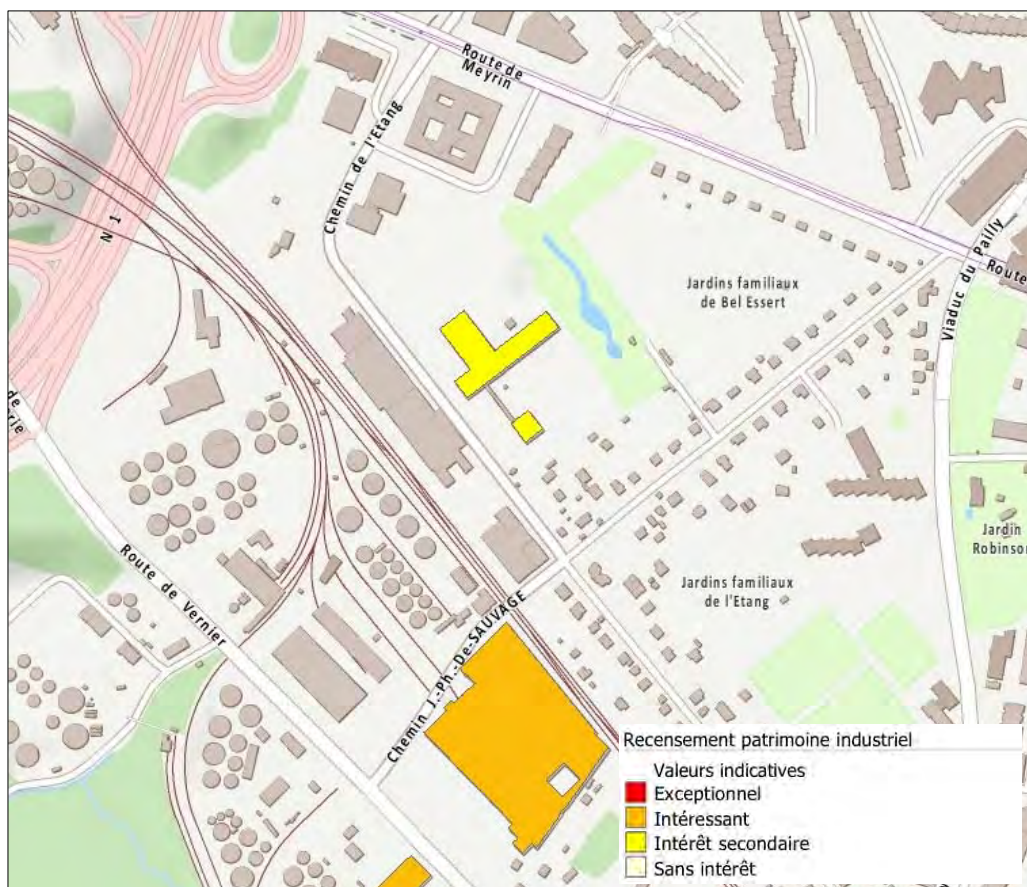 Route de
Meyrin
Chemin de l'Etang
N 1
Viaduc du Pailly
Route
Jardins familiaux
de Bel Essert
de
Route de Vernier
Jardin
Robinson
Jardins familiaux
de l'Etang
Chemin J.-Ph.-De-SAUVAGE
Recensement patrimoine industriel
Valeurs indicatives
Exceptionnel
Intéressant
Intérêt secondaire
Sans intérêt